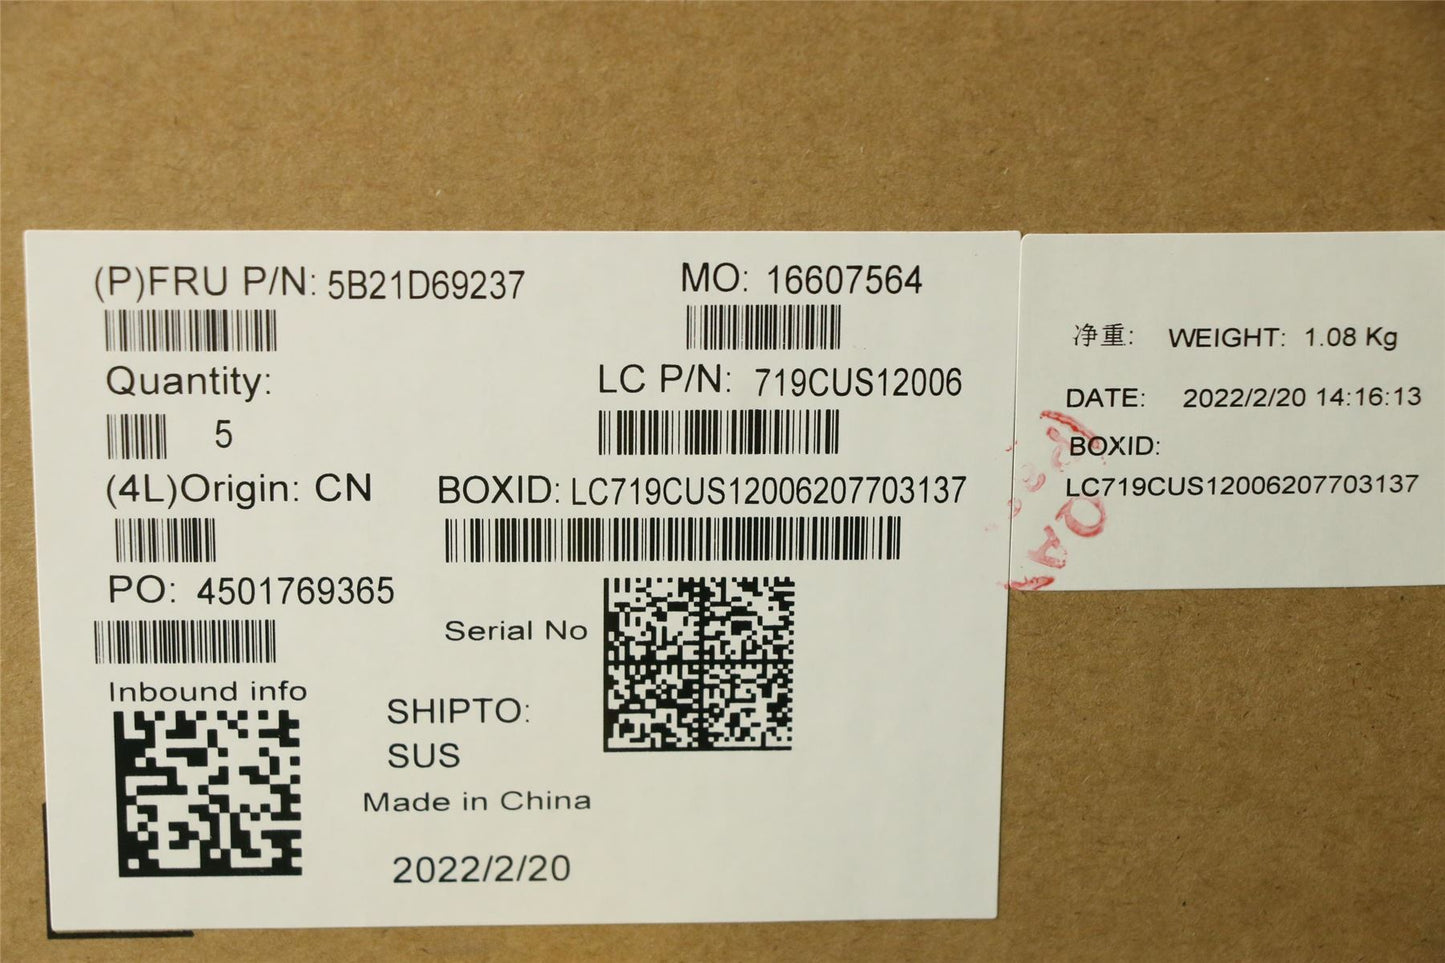 (P)FRU P/N: 5B21D69237
MO: 16607564
Quantity:
5
LC P/N: 719CUS12006
(4L)Origin: CN
BOXID: LC719CUS12006207703137
PO: 4501769365
Serial No
Inbound info
SHIPTO:
SUS
Made in China
2022/2/20
净重: WEIGHT: 1.08 Kg
DATE: 2022/2/20 14:16:13
BOXID:
LC719CUS12006207703137